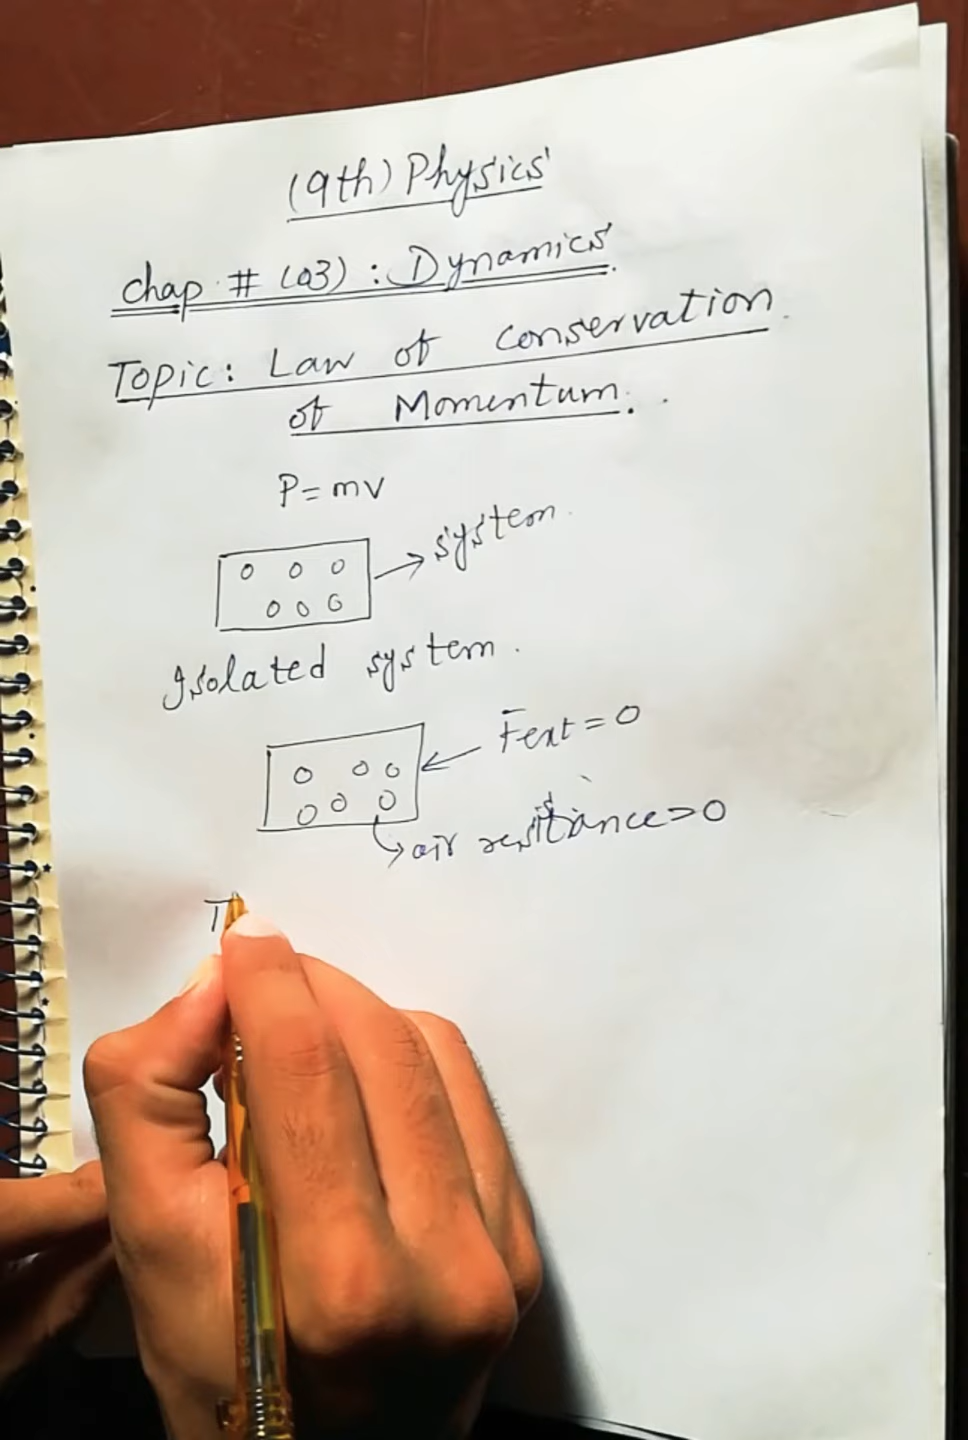 (9th) Physics
Chap # (03) : Dynamics.
Topic: Law of Conservation.
of Momentum.
P = mv
system.
Isolated system.
Fext = 0
air resistance = 0
T